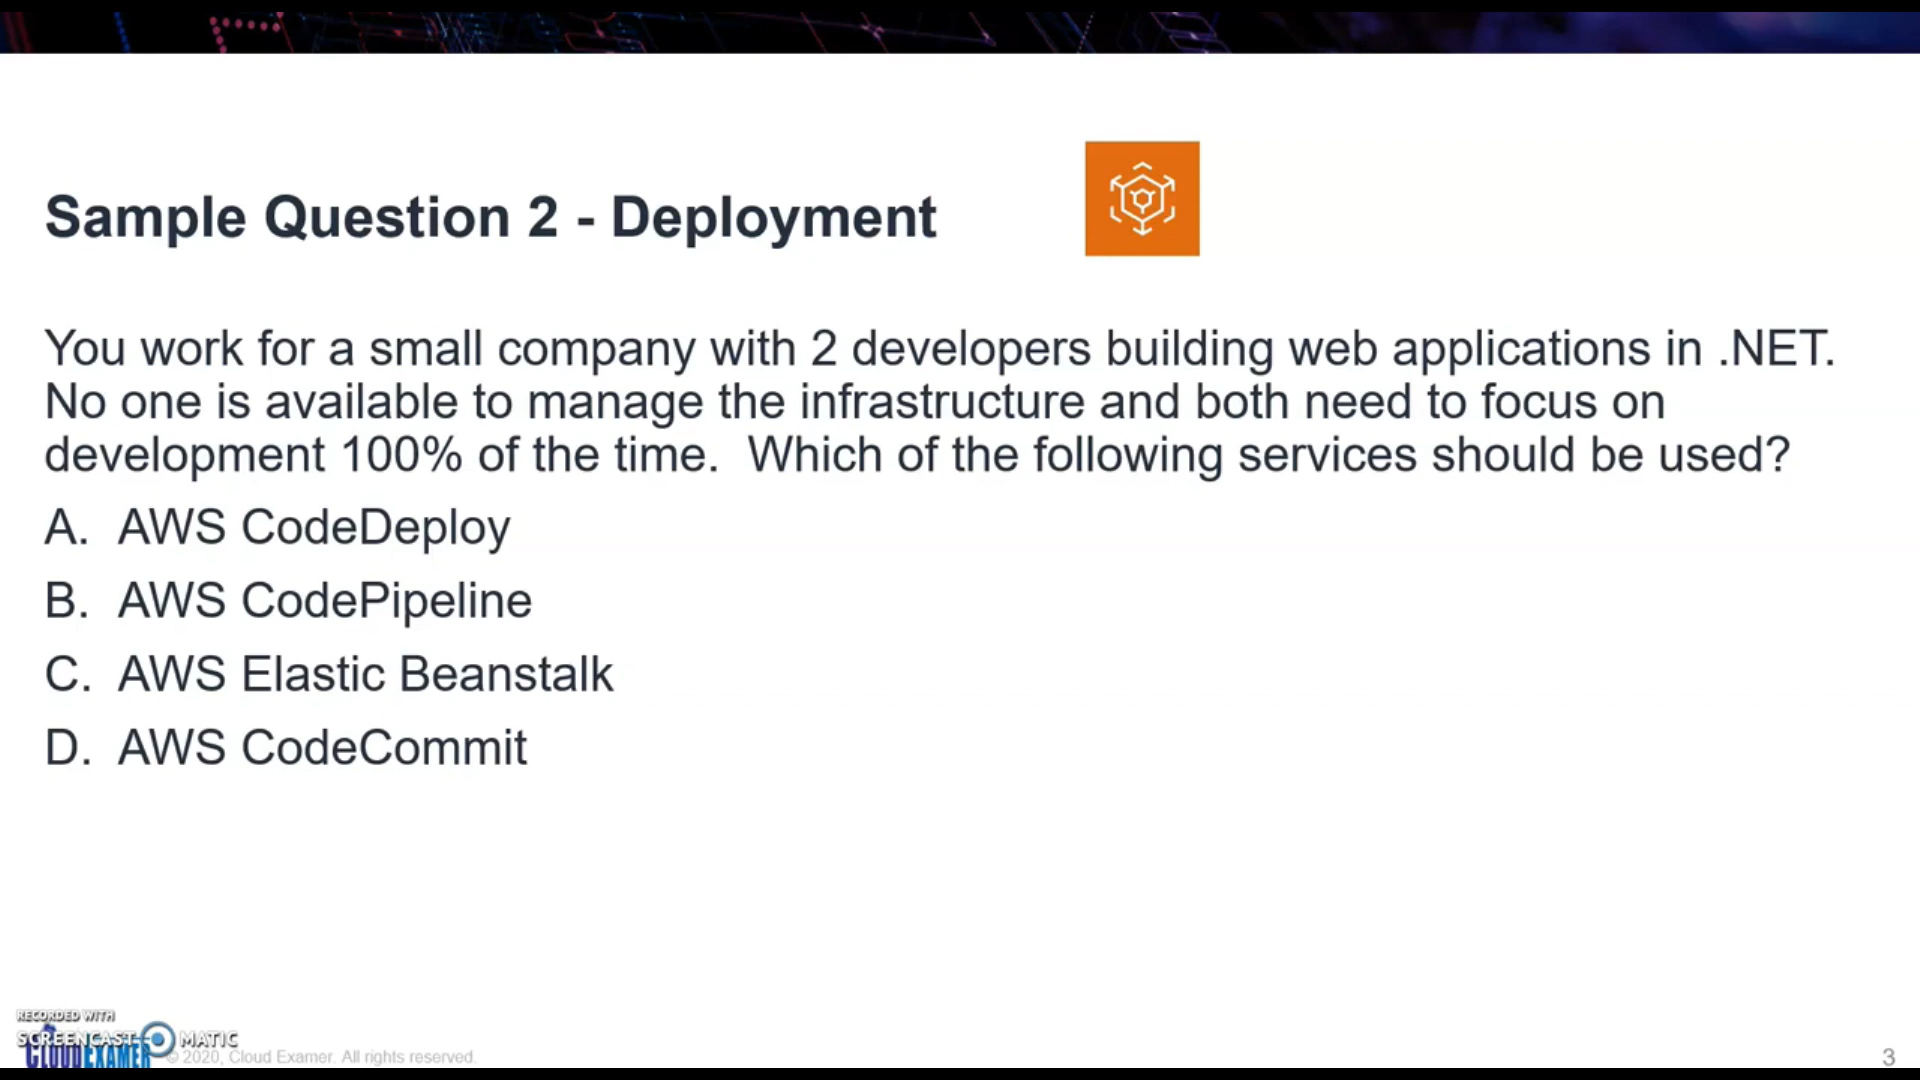 Sample Question 2 - Deployment
You work for a small company with 2 developers building web applications in .NET.
No one is available to manage the infrastructure and both need to focus on
development 100% of the time.  Which of the following services should be used?
A. AWS CodeDeploy
B. AWS CodePipeline
C. AWS Elastic Beanstalk
D. AWS CodeCommit
RECORDED WITH
SCREENCAST MATIC
CLOUD EXAMER © 2020, Cloud Examer. All rights reserved.
3